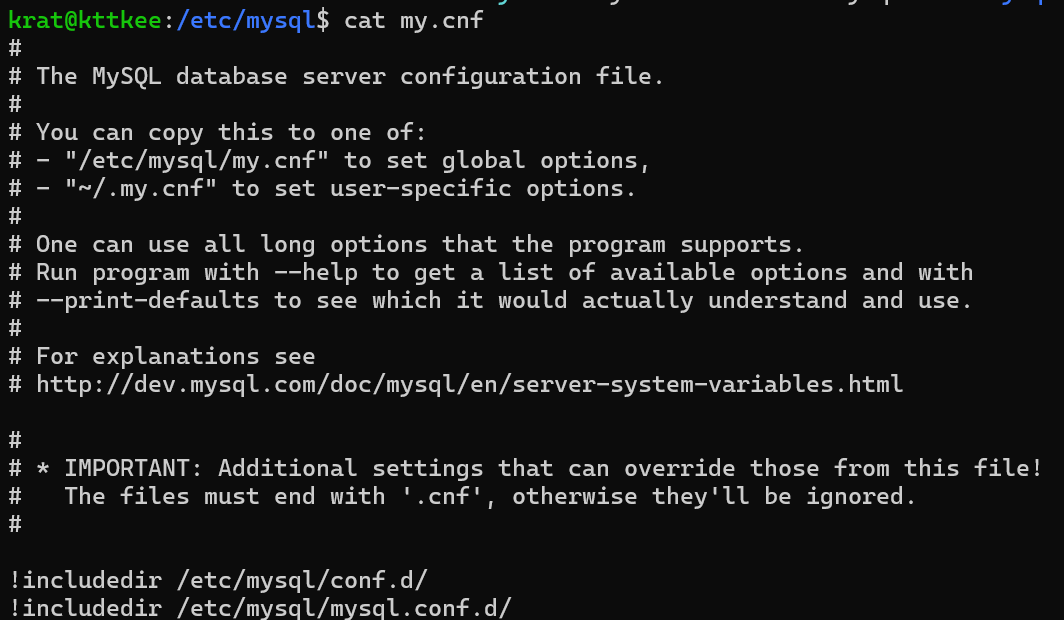 krat@kttkee:/etc/mysql$ cat my.cnf
#
# The MySQL database server configuration file.
#
# You can copy this to one of:
# - "/etc/mysql/my.cnf" to set global options,
# - "~/.my.cnf" to set user-specific options.
#
# One can use all long options that the program supports.
# Run program with --help to get a list of available options and with
# --print-defaults to see which it would actually understand and use.
#
# For explanations see
# http://dev.mysql.com/doc/mysql/en/server-system-variables.html

#
# * IMPORTANT: Additional settings that can override those from this file!
#   The files must end with '.cnf', otherwise they'll be ignored.
#

!includedir /etc/mysql/conf.d/
!includedir /etc/mysql/mysql.conf.d/